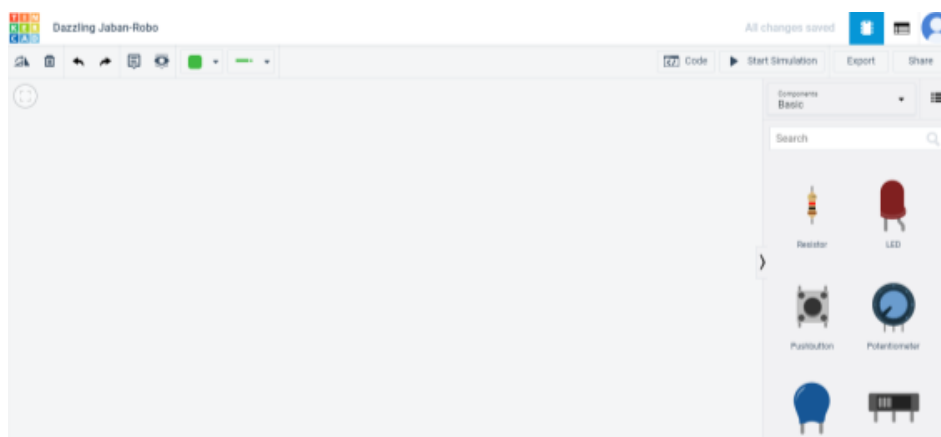 TIN
KER
CAD
Dazzling Jaban-Robo
All changes saved
Code
Start Simulation
Export
Share
Components
Basic
Search
Resistor
LED
Pushbutton
Potentiometer